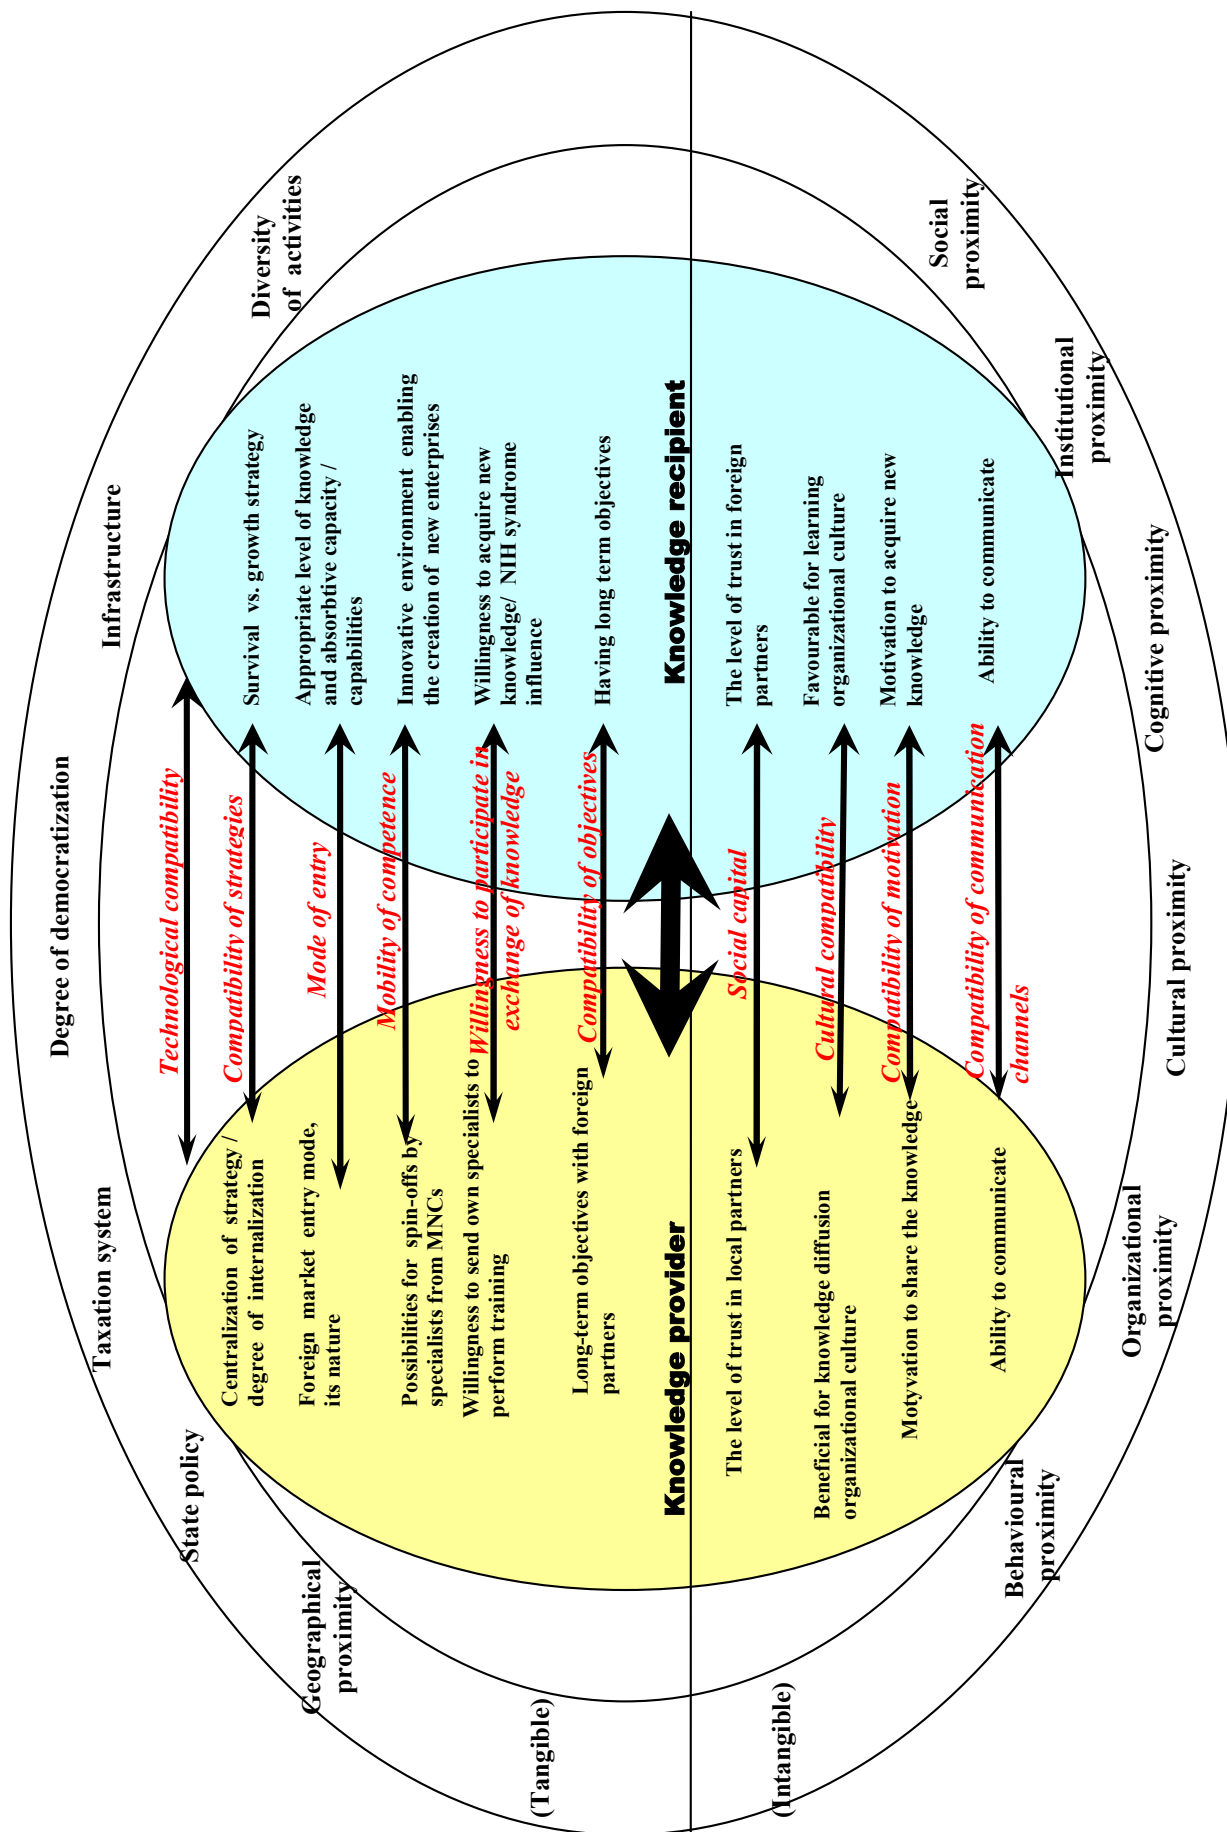 Degree of democratization
Taxation system
Infrastructure
State policy
Diversity
of activities
Geographical
proximity
Technological compatibility
Compatibility of strategies
Centralization of strategy /
degree of internalization
Survival vs. growth strategy
Mode of entry
Foreign market entry mode,
its nature
Appropriate level of knowledge
and absorbtive capacity /
capabilities
Mobility of competence
Possibilities for spin-offs by
specialists from MNCs
Innovative environment enabling
the creation of new enterprises
Willingness to participate in
exchange of knowledge
Willingness to send own specialists to
perform training
Willingness to acquire new
knowledge/ NIH syndrome
influence
Compatibility of objectives
Long-term objectives with foreign
partners
Having long term objectives
(Tangible)
Knowledge provider
Knowledge recipient
(Intangible)
Social capital
The level of trust in local partners
The level of trust in foreign
partners
Cultural compatibility
Beneficial for knowledge diffusion
organizational culture
Favourable for learning
organizational culture
Compatibility of motivation
Motyvation to share the knowledge
Motivation to acquire new
knowledge
Compatibility of communication
channels
Ability to communicate
Ability to communicate
Behavioural
proximity
Organizational
proximity
Cultural proximity
Cognitive proximity
Institutional
proximity
Social
proximity